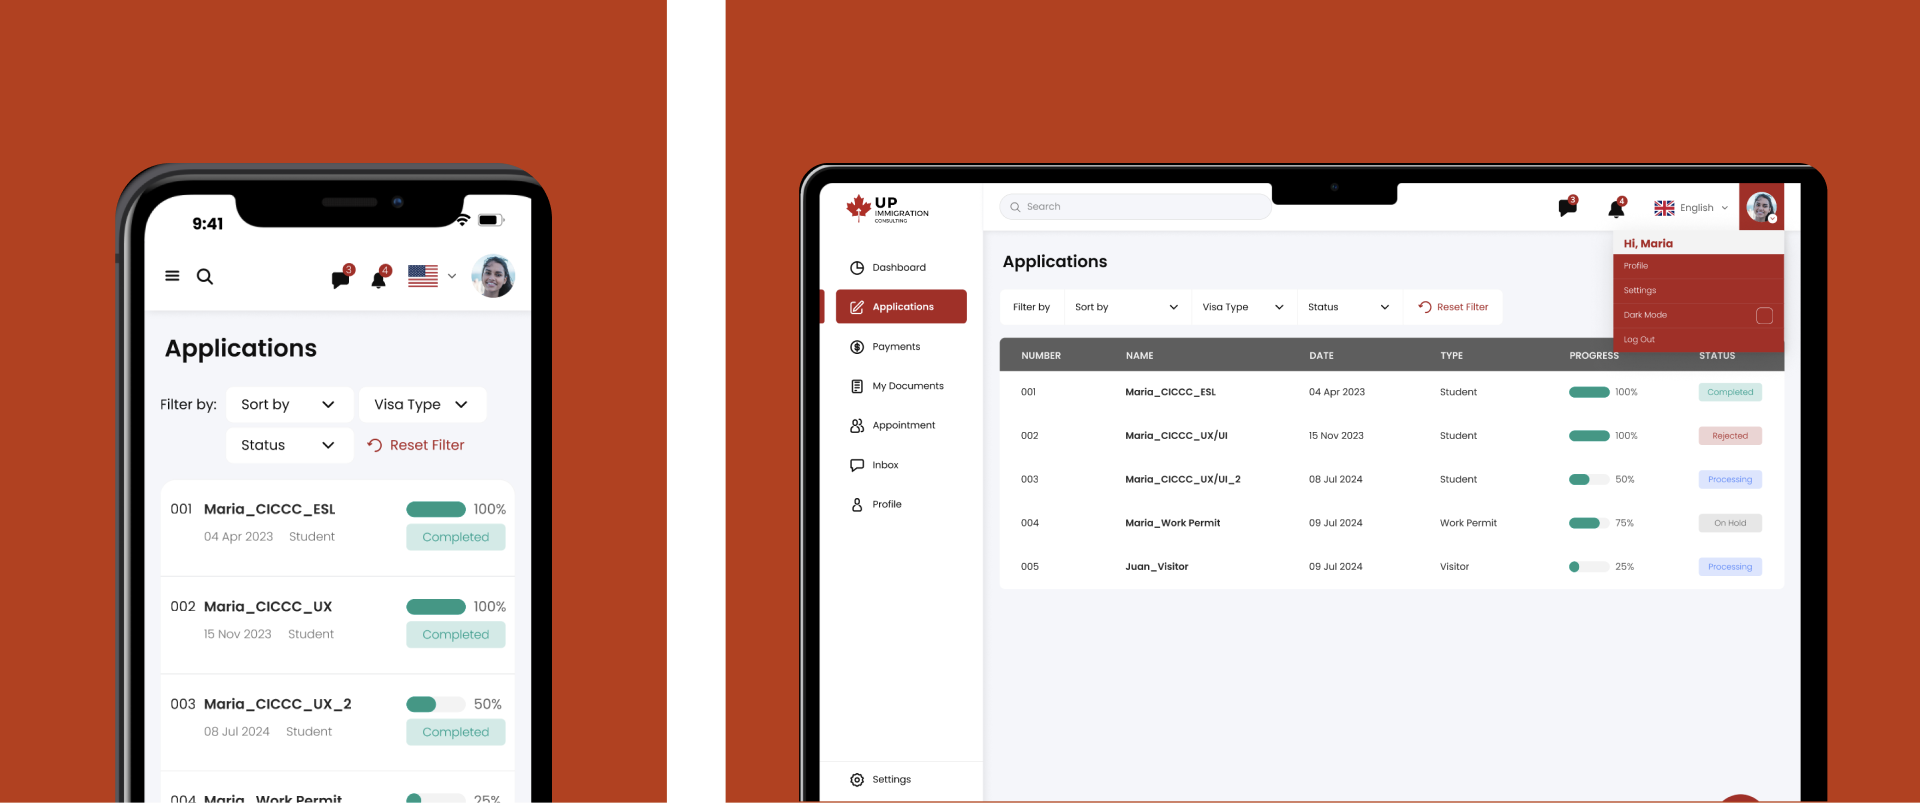 9:41
3
4
Applications
Filter by:
Sort by
Visa Type
Status
Reset Filter
001 Maria_CICCC_ESL 100%
04 Apr 2023 Student Completed
002 Maria_CICCC_UX 100%
15 Nov 2023 Student Completed
003 Maria_CICCC_UX_2 50%
08 Jul 2024 Student Completed
004 Maria_Work Permit 25%
UP
IMMIGRATION
CONSULTING
Search
3
4
English
Dashboard
Applications
Payments
My Documents
Appointment
Inbox
Profile
Settings
Hi, Maria
Profile
Settings
Dark Mode
Log Out
Applications
Filter by Sort by Visa Type Status Reset Filter
NUMBER NAME DATE TYPE PROGRESS STATUS
001 Maria_CICCC_ESL 04 Apr 2023 Student 100% Completed
002 Maria_CICCC_UX/UI 15 Nov 2023 Student 100% Rejected
003 Maria_CICCC_UX/UI_2 08 Jul 2024 Student 50% Processing
004 Maria_Work Permit 09 Jul 2024 Work Permit 75% On Hold
005 Juan_Visitor 09 Jul 2024 Visitor 25% Processing